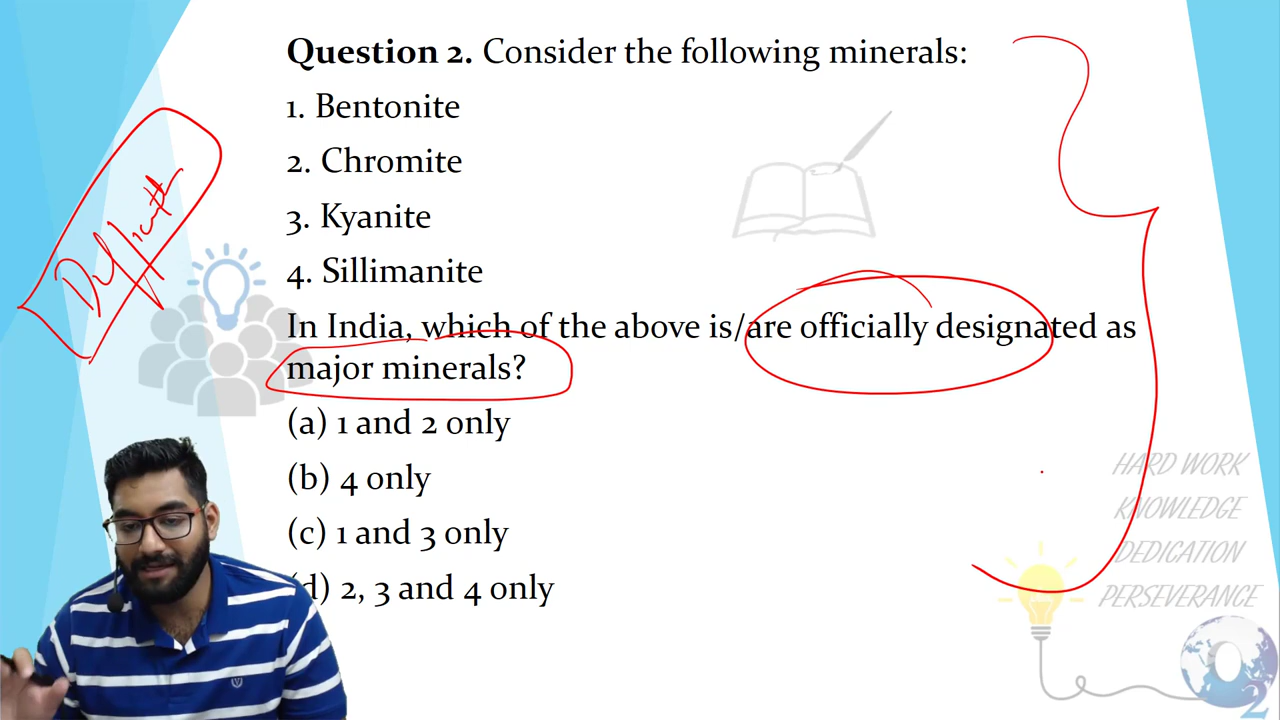 Question 2. Consider the following minerals:
1. Bentonite
2. Chromite
3. Kyanite
4. Sillimanite
In India, which of the above is/are officially designated as
major minerals?
(a) 1 and 2 only
(b) 4 only
(c) 1 and 3 only
(d) 2, 3 and 4 only
Difficult
HARD WORK
KNOWLEDGE
DEDICATION
PERSEVERANCE
2